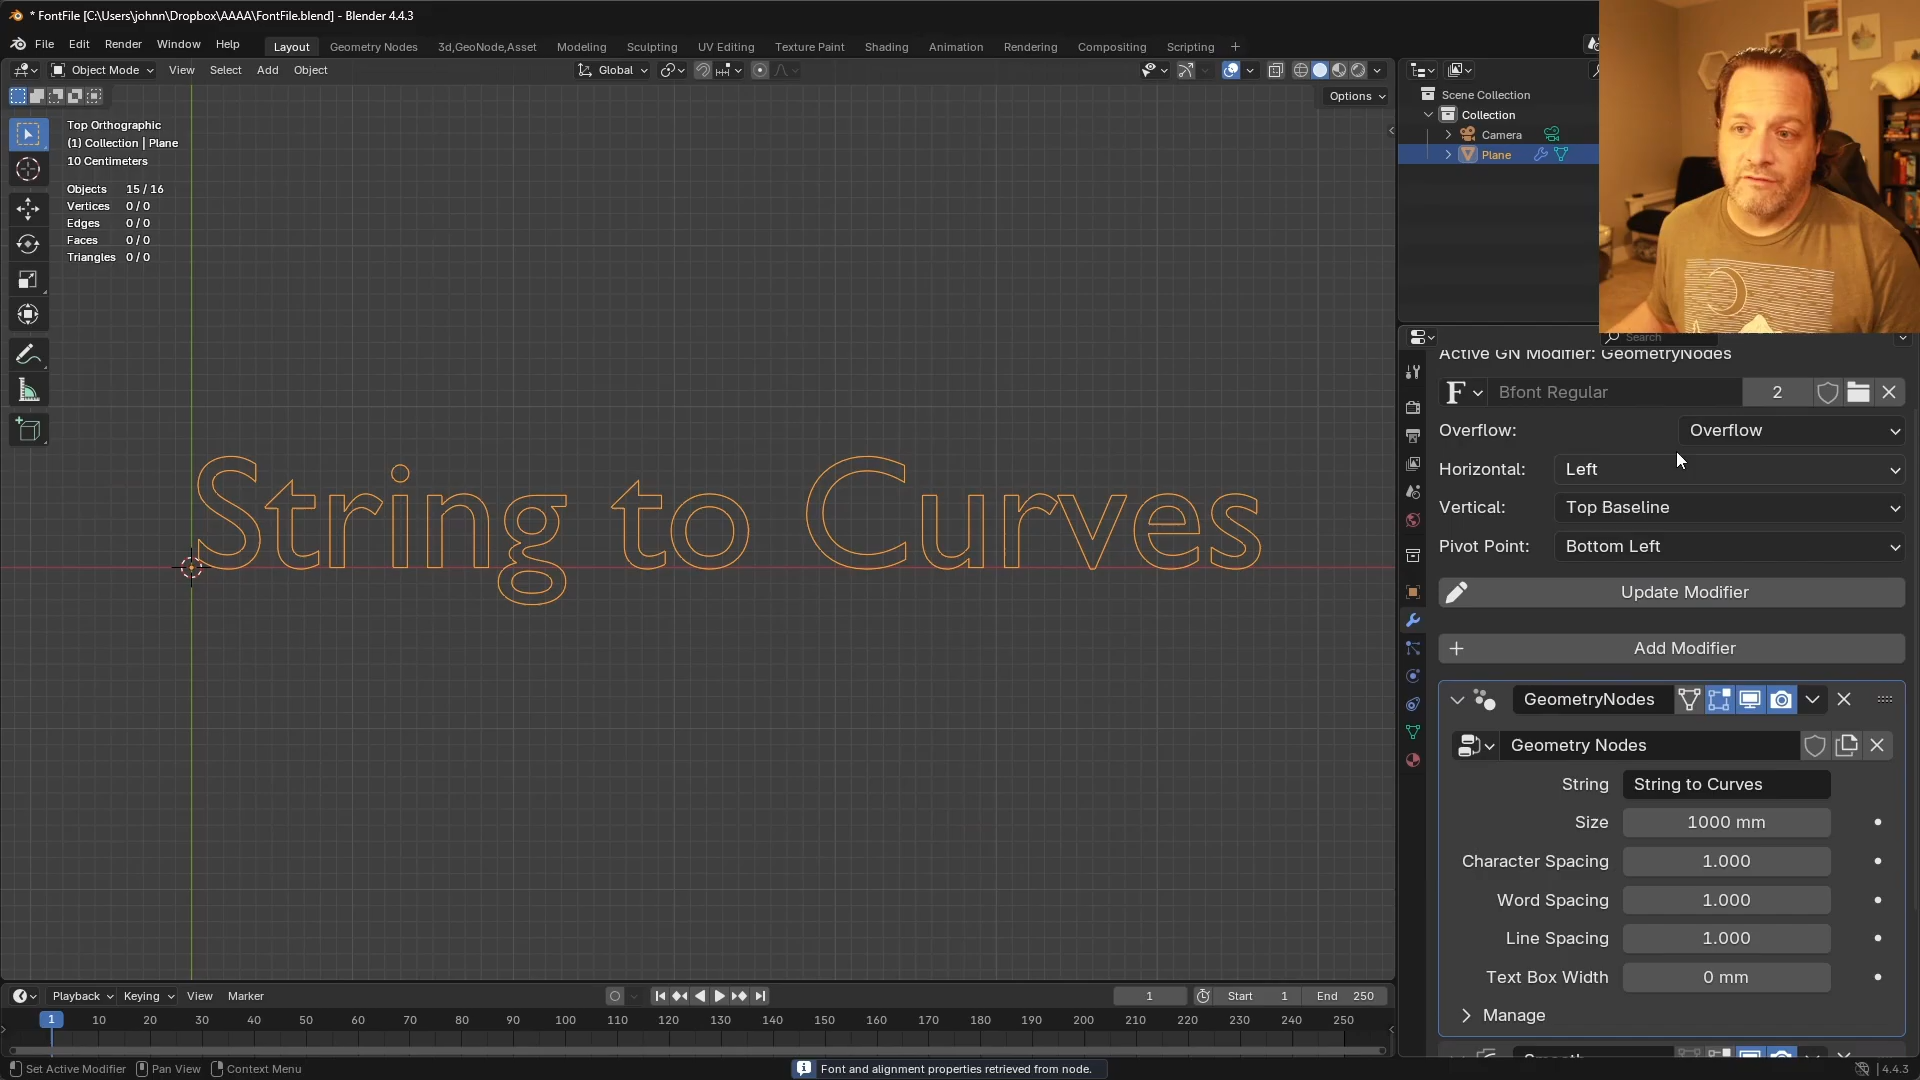 * FontFile [C:\Users\johnn\Dropbox\AAAA\FontFile.blend] - Blender 4.4.3
File Edit Render Window Help Layout Geometry Nodes 3d,GeoNode,Asset Modeling Sculpting UV Editing Texture Paint Shading Animation Rendering Compositing Scripting +
Object Mode View Select Add Object Global
Options
Top Orthographic
(1) Collection | Plane
10 Centimeters
Objects 15 / 16
Vertices 0 / 0
Edges 0 / 0
Faces 0 / 0
Triangles 0 / 0
String to Curves
Scene Collection
Collection
Camera
Plane
Search
Active GN Modifier: GeometryNodes
F Bfont Regular 2
Overflow: Overflow
Horizontal: Left
Vertical: Top Baseline
Pivot Point: Bottom Left
Update Modifier
Add Modifier
GeometryNodes
Geometry Nodes
String String to Curves
Size 1000 mm
Character Spacing 1.000
Word Spacing 1.000
Line Spacing 1.000
Text Box Width 0 mm
Manage
Smooth
Playback Keying View Marker 1 Start 1 End 250
1 10 20 30 40 50 60 70 80 90 100 110 120 130 140 150 160 170 180 190 200 210 220 230 240 250
Set Active Modifier Pan View Context Menu Font and alignment properties retrieved from node. 4.4.3